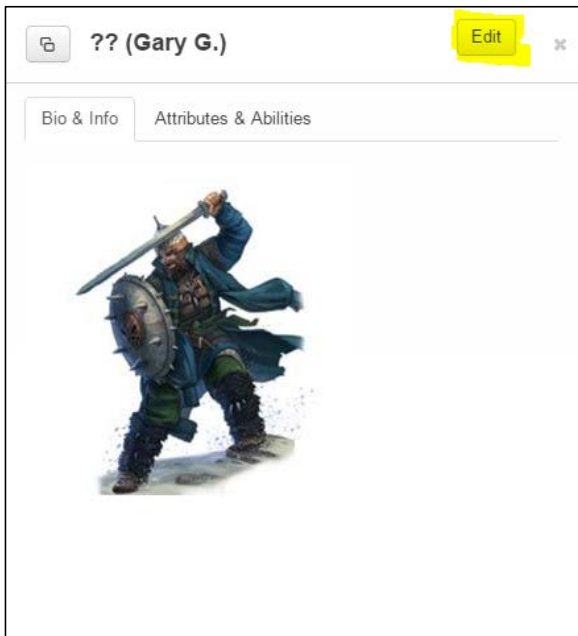 ?? (Gary G.)
Edit
Bio & Info
Attributes & Abilities